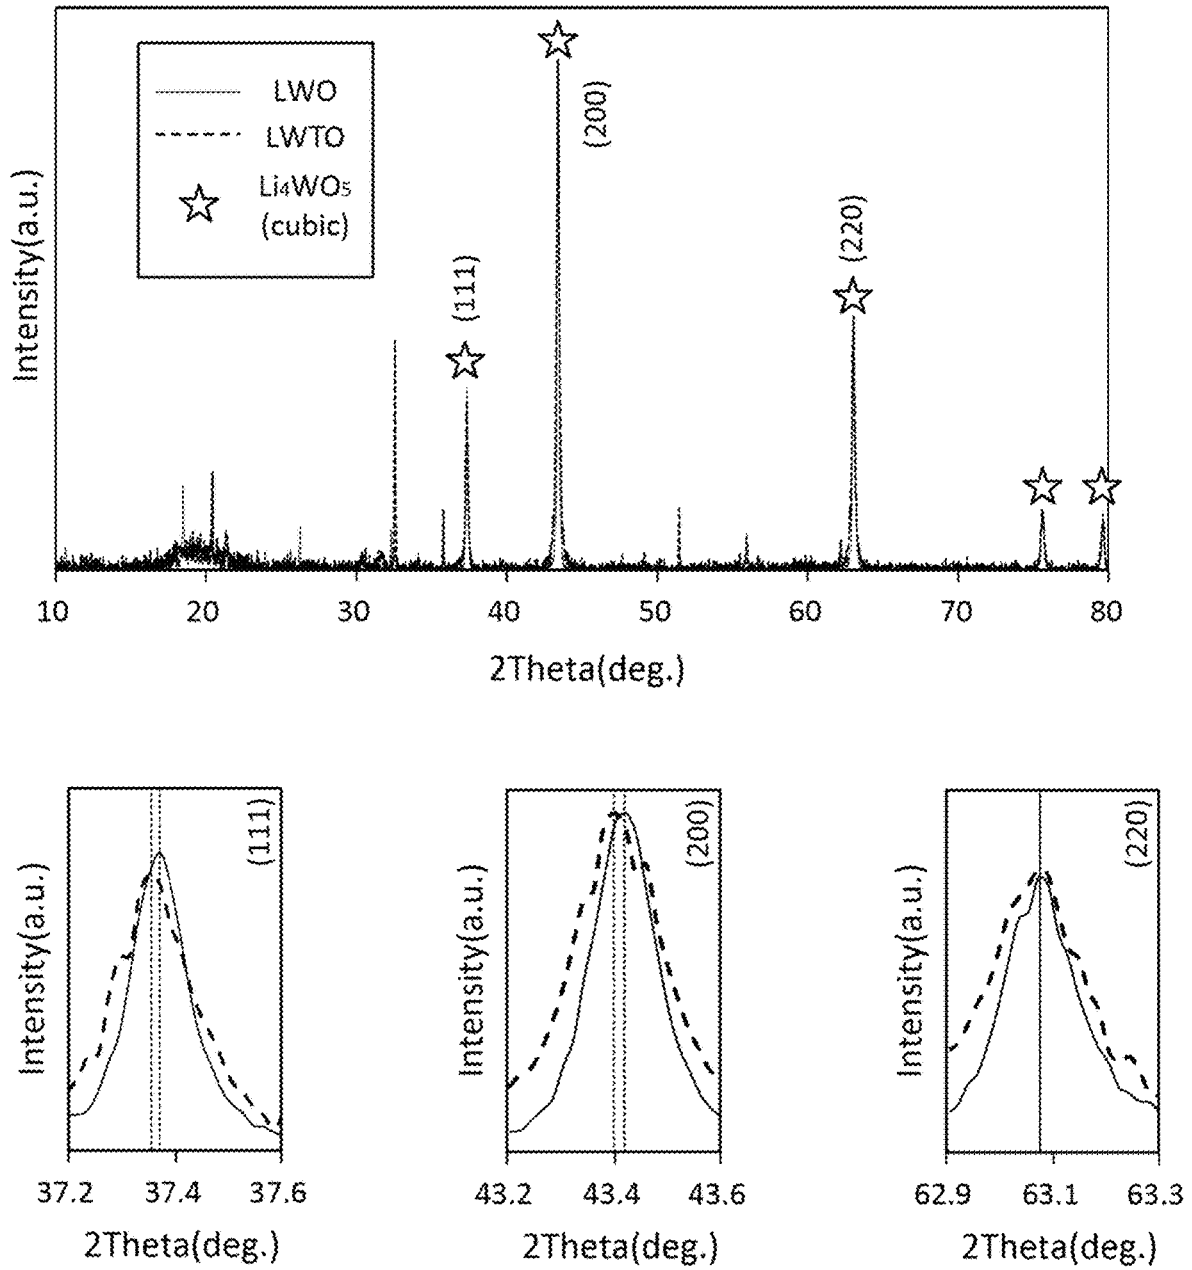 LWO
LWTO
Li4WO5
(cubic)
(111)
(200)
(220)
Intensity(a.u.)
10 20 30 40 50 60 70 80
2Theta(deg.)
(111)
Intensity(a.u.)
37.2 37.4 37.6
2Theta(deg.)
(200)
Intensity(a.u.)
43.2 43.4 43.6
2Theta(deg.)
(220)
Intensity(a.u.)
62.9 63.1 63.3
2Theta(deg.)